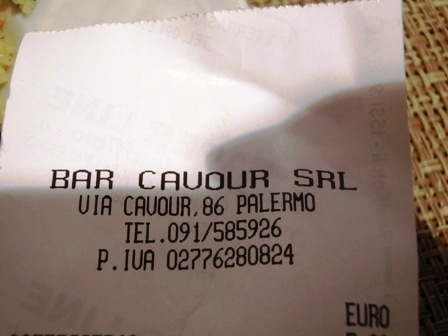 BAR CAVOUR SRL
VIA CAVOUR,86 PALERMO
TEL.091/585926
P.IVA 02776280824
EURO